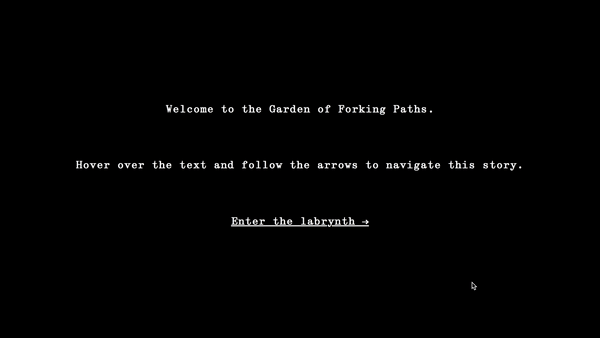 Welcome to the Garden of Forking Paths.
Hover over the text and follow the arrows to navigate this story.
Enter the labrynth →